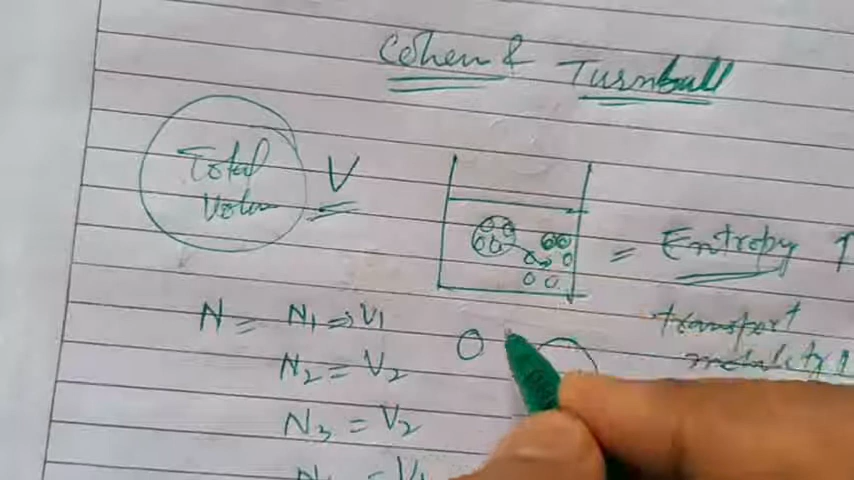 Cohen & Turnbull
Total
Volum
V
= Entropy ↑
transport
N = N₁ => V₁
N₂ = V₂
N₃ = V₂